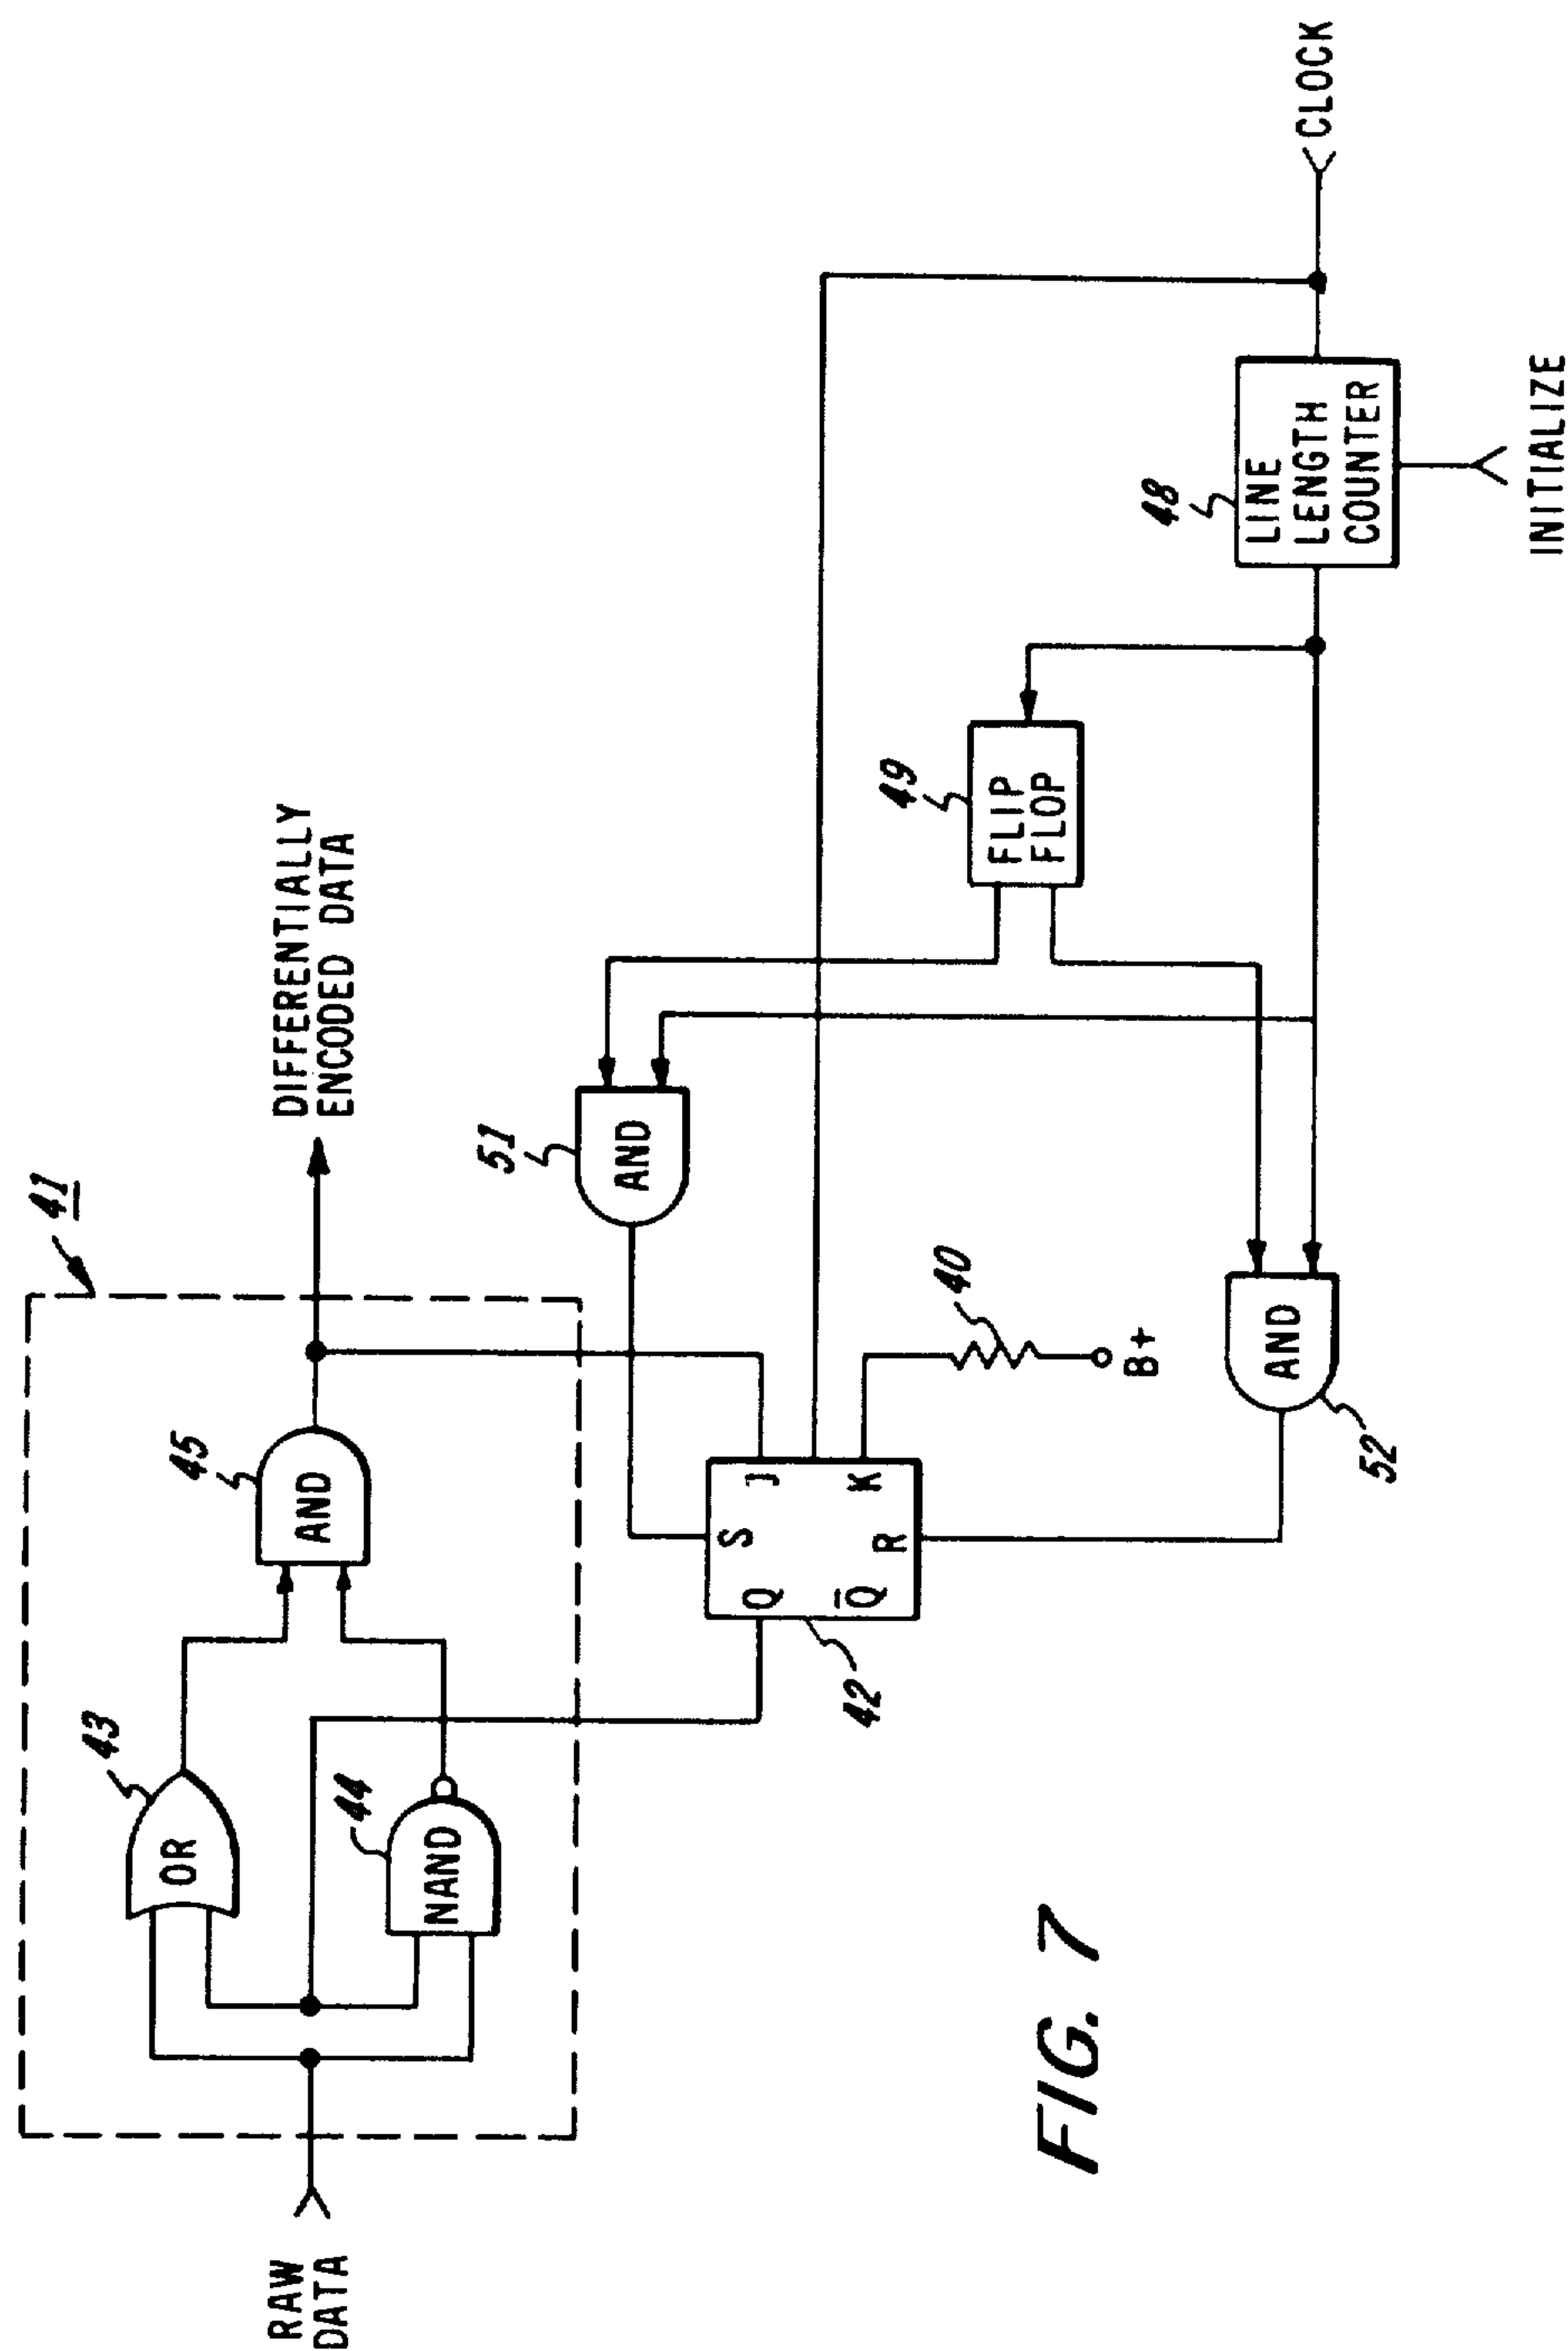 41
RAW
DATA
43
OR
44
NAND
45
AND
DIFFERENTIALLY
ENCODED DATA
51
AND
42
Q
S
J
Q̅
R
K
40
B+
49
FLIP
FLOP
52
AND
48
LINE
LENGTH
COUNTER
CLOCK
INITIALIZE
FIG. 7